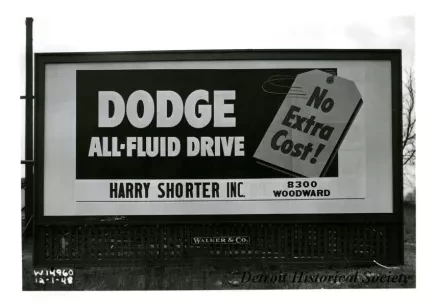 DODGE
ALL-FLUID DRIVE
No
Extra
Cost!
HARRY SHORTER INC.
8300
WOODWARD
WALKER & CO.
W14960
12-1-48
Detroit Historical Society